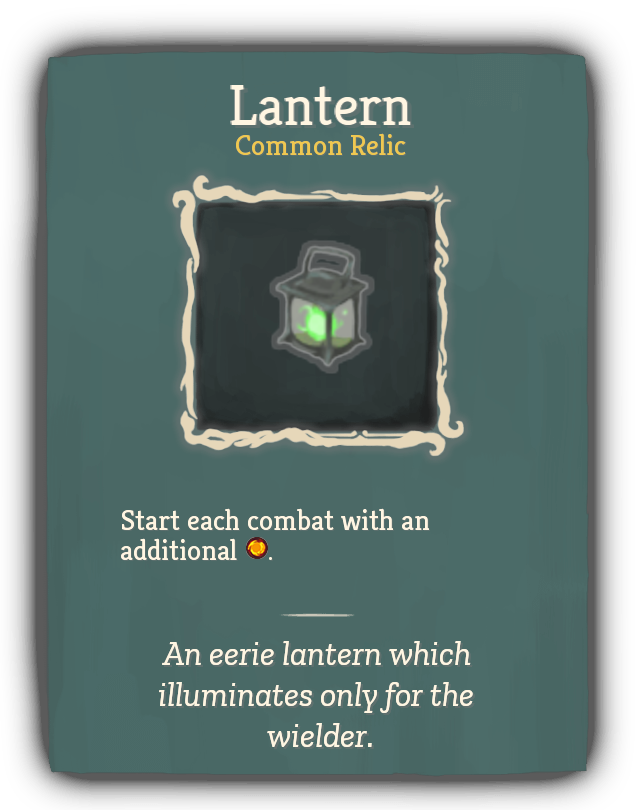 Lantern
Common Relic
Start each combat with an
additional .
An eerie lantern which
illuminates only for the
wielder.